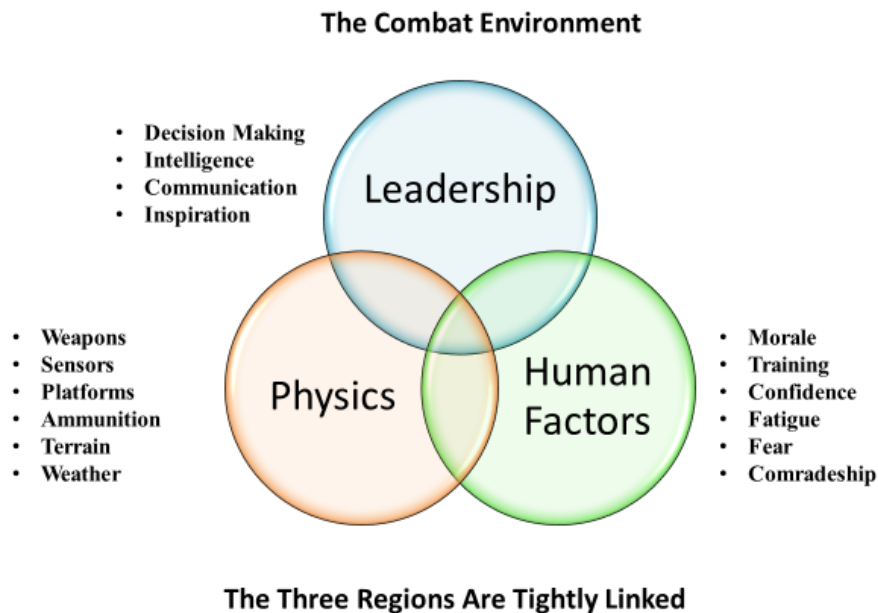 The Combat Environment
• Decision Making
• Intelligence
• Communication
• Inspiration
Leadership
• Weapons
• Sensors
• Platforms
• Ammunition
• Terrain
• Weather
Physics
Human
Factors
• Morale
• Training
• Confidence
• Fatigue
• Fear
• Comradeship
The Three Regions Are Tightly Linked